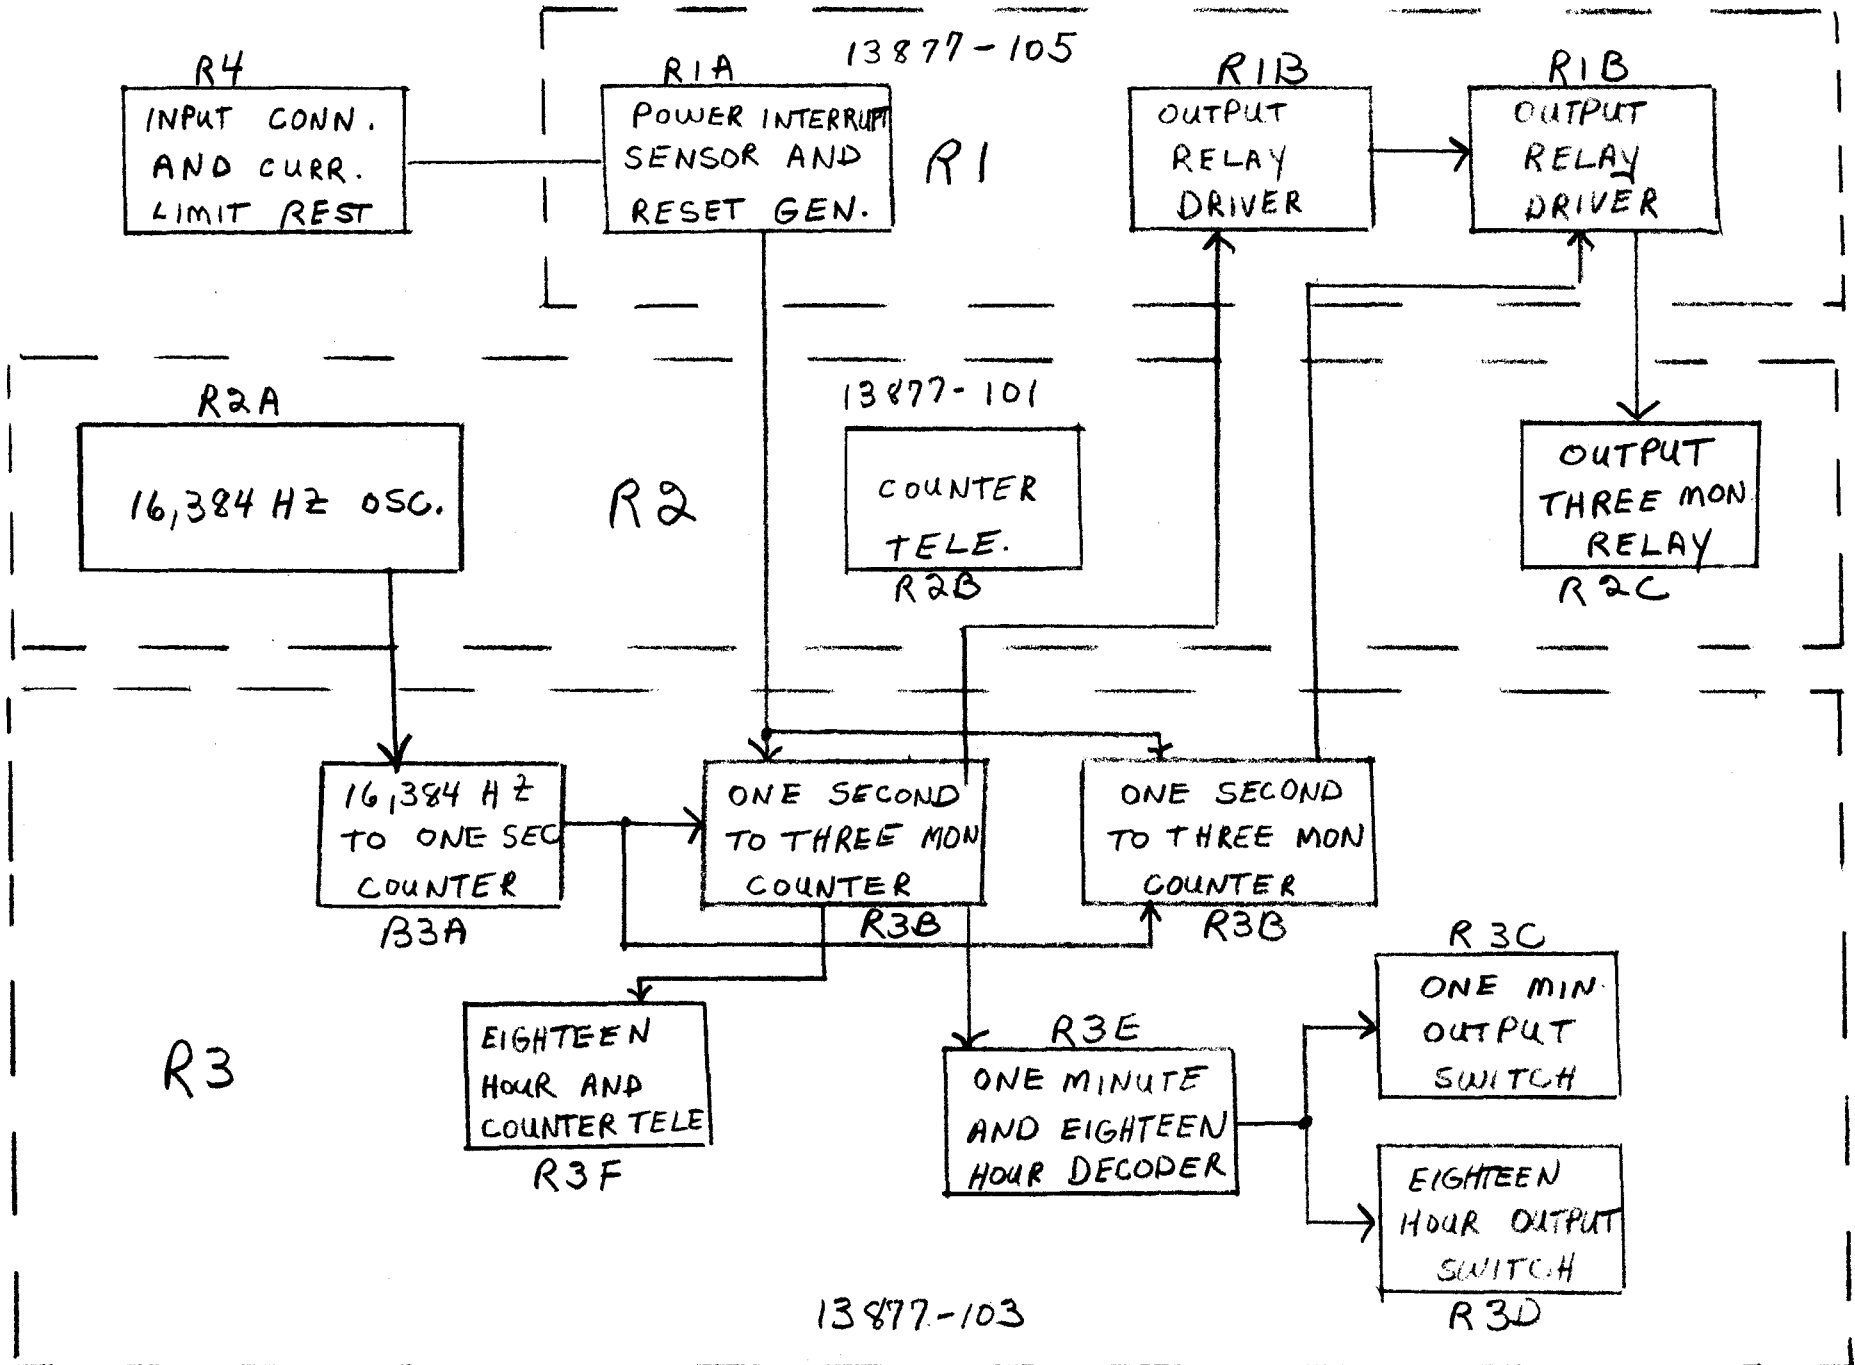 13877-105
R4
INPUT CONN.
AND CURR.
LIMIT REST
R1A
POWER INTERRUPT
SENSOR AND
RESET GEN.
R1
R1B
OUTPUT
RELAY
DRIVER
R1B
OUTPUT
RELAY
DRIVER
R2A
16,384 HZ OSC.
R2
13877-101
COUNTER
TELE.
R2B
OUTPUT
THREE MON
RELAY
R2C
16,384 HZ
TO ONE SEC
COUNTER
B3A
ONE SECOND
TO THREE MON
COUNTER
R3B
ONE SECOND
TO THREE MON
COUNTER
R3B
R3
EIGHTEEN
HOUR AND
COUNTER TELE
R3F
R3E
ONE MINUTE
AND EIGHTEEN
HOUR DECODER
R3C
ONE MIN.
OUTPUT
SWITCH
EIGHTEEN
HOUR OUTPUT
SWITCH
R3D
13877-103